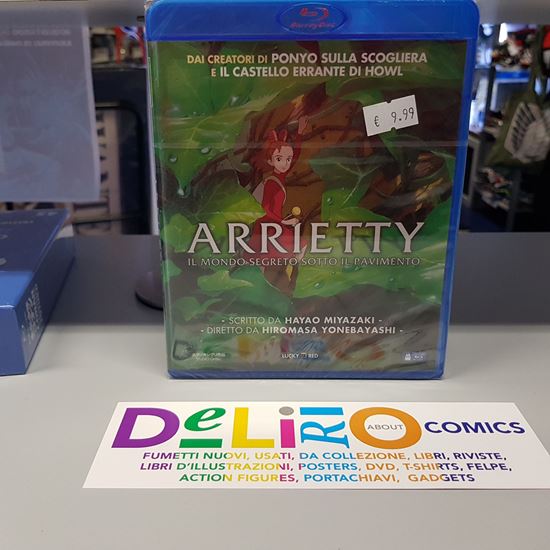 Blu-ray Disc
DAI CREATORI DI PONYO SULLA SCOGLIERA
E IL CASTELLO ERRANTE DI HOWL
€ 9.99
ARRIETTY
IL MONDO SEGRETO SOTTO IL PAVIMENTO
- SCRITTO DA HAYAO MIYAZAKI -
- DIRETTO DA HIROMASA YONEBAYASHI -
LUCKY RED
DeLiRiO ABOUT COMICS
FUMETTI NUOVI, USATI, DA COLLEZIONE, LIBRI, RIVISTE,
LIBRI D'ILLUSTRAZIONI, POSTERS, DVD, T-SHIRTS, FELPE,
ACTION FIGURES, PORTACHIAVI, GADGETS